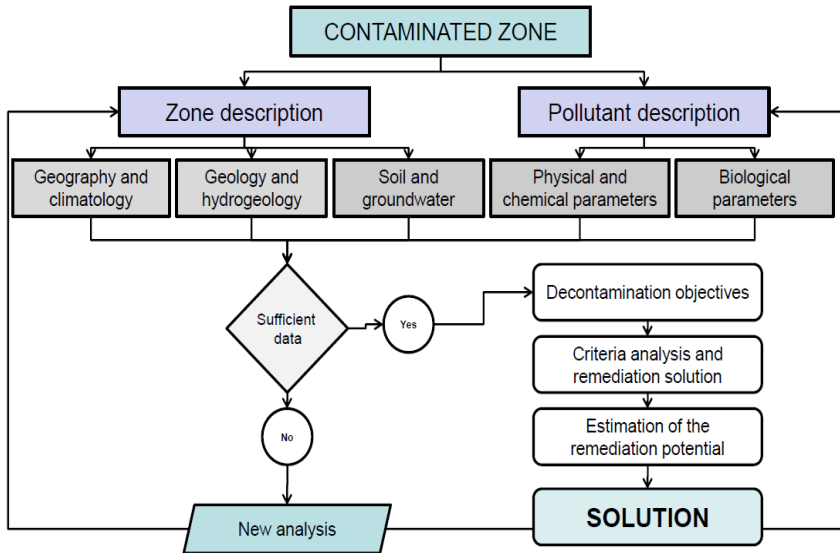 CONTAMINATED ZONE
Zone description
Pollutant description
Geography and
climatology
Geology and
hydrogeology
Soil and
groundwater
Physical and
chemical parameters
Biological
parameters
Sufficient
data
Yes
Decontamination objectives
Criteria analysis and
remediation solution
Estimation of the
remediation potential
No
New analysis
SOLUTION